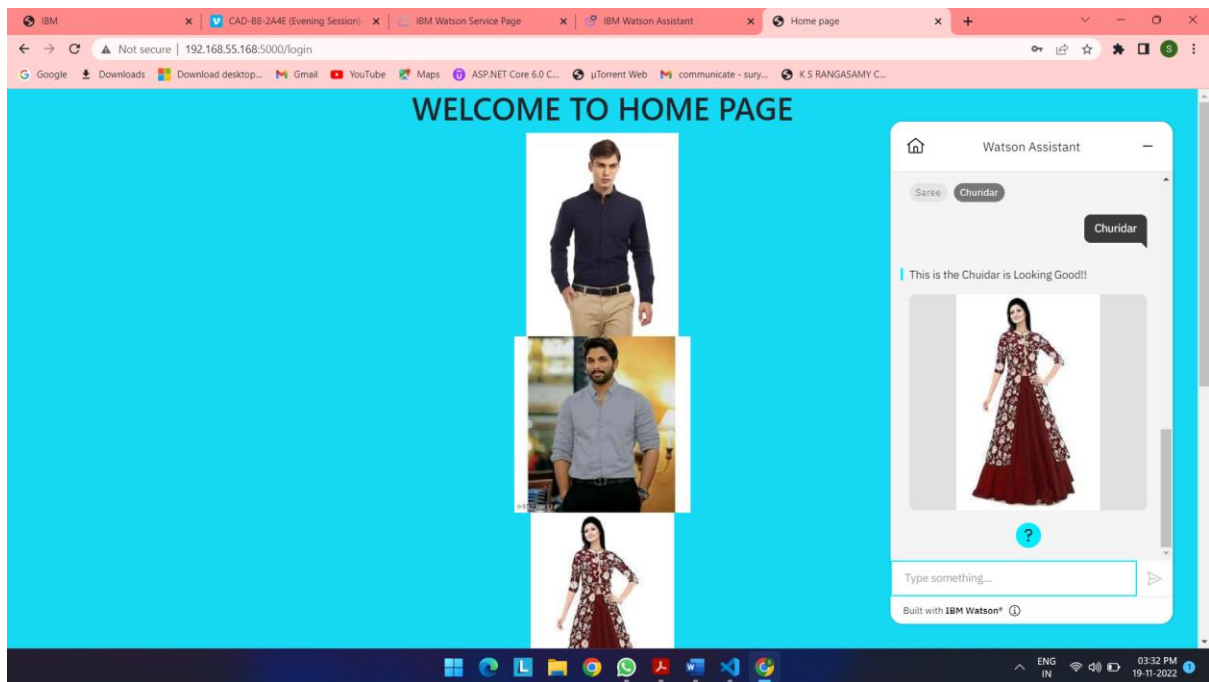 IBM
CAD-BB-2A4E (Evening Session)
IBM Watson Service Page
IBM Watson Assistant
Home page
Not secure | 192.168.55.168:5000/login
Google
Downloads
Download desktop...
Gmail
YouTube
Maps
ASP.NET Core 6.0 C...
µTorrent Web
communicate - sury...
K S RANGASAMY C...
S
WELCOME TO HOME PAGE
Watson Assistant
Saree
Churidar
Churidar
This is the Chuidar is Looking Good!!
?
Type something...
Built with IBM Watson®
ENG
IN
03:32 PM
19-11-2022
1